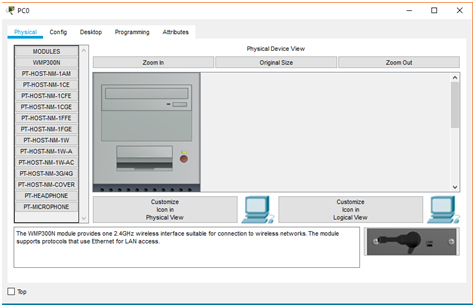 PC0
Physical Config Desktop Programming Attributes
MODULES
WMP300N
PT-HOST-NM-1AM
PT-HOST-NM-1CE
PT-HOST-NM-1CFE
PT-HOST-NM-1CGE
PT-HOST-NM-1FFE
PT-HOST-NM-1FGE
PT-HOST-NM-1W
PT-HOST-NM-1W-A
PT-HOST-NM-1W-AC
PT-HOST-NM-3G/4G
PT-HOST-NM-COVER
PT-HEADPHONE
PT-MICROPHONE
Physical Device View
Zoom In Original Size Zoom Out
Customize
Icon in
Physical View
Customize
Icon in
Logical View
The WMP300N module provides one 2.4GHz wireless interface suitable for connection to wireless networks. The module
supports protocols that use Ethernet for LAN access.
Top